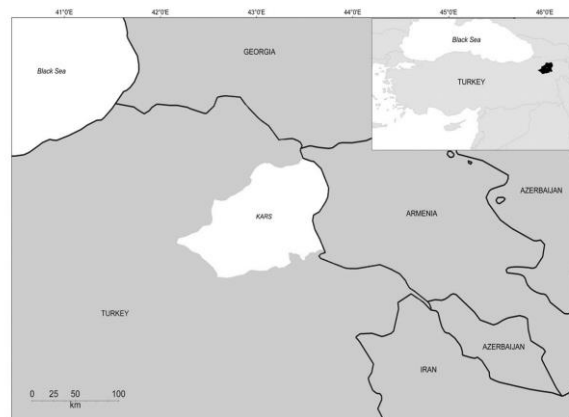 41°0'E 42°0'E 43°0'E 44°0'E 45°0'E 46°0'E
Black Sea
GEORGIA
Black Sea
TURKEY
KARS
ARMENIA
AZERBAIJAN
TURKEY
AZERBAIJAN
IRAN
0 25 50 100
km